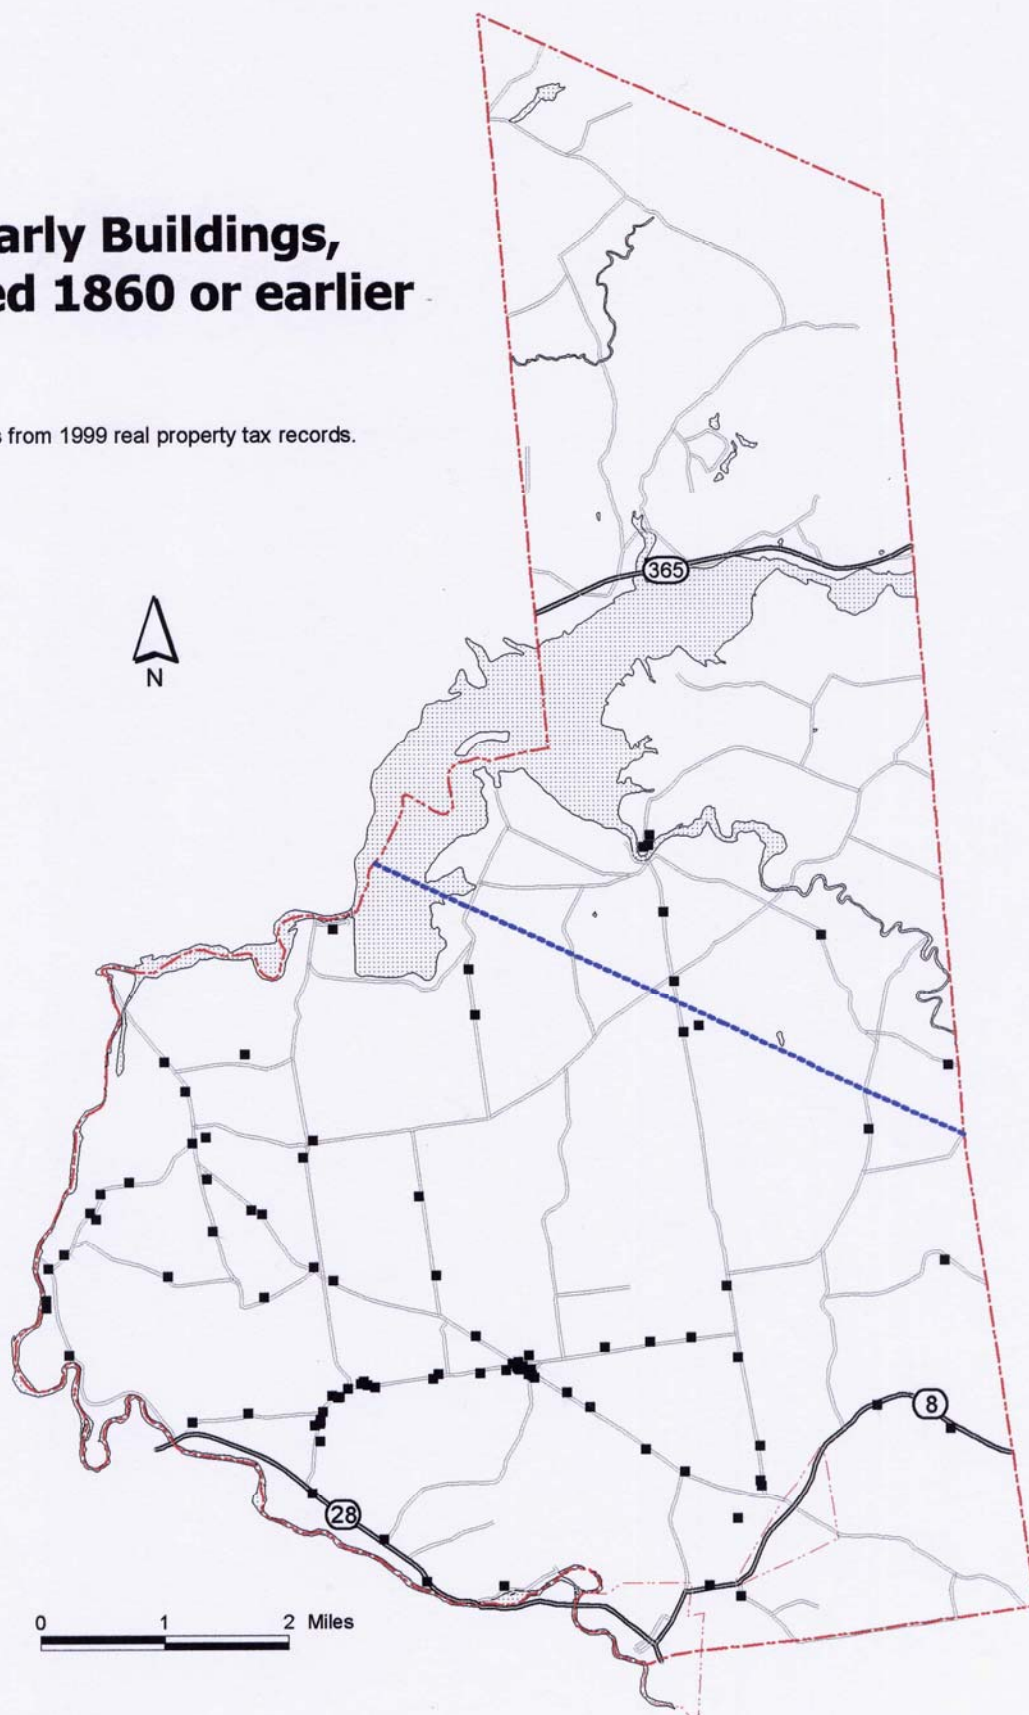 arly Buildings,
ed 1860 or earlier
s from 1999 real property tax records.
365
N
8
28
0 1 2 Miles